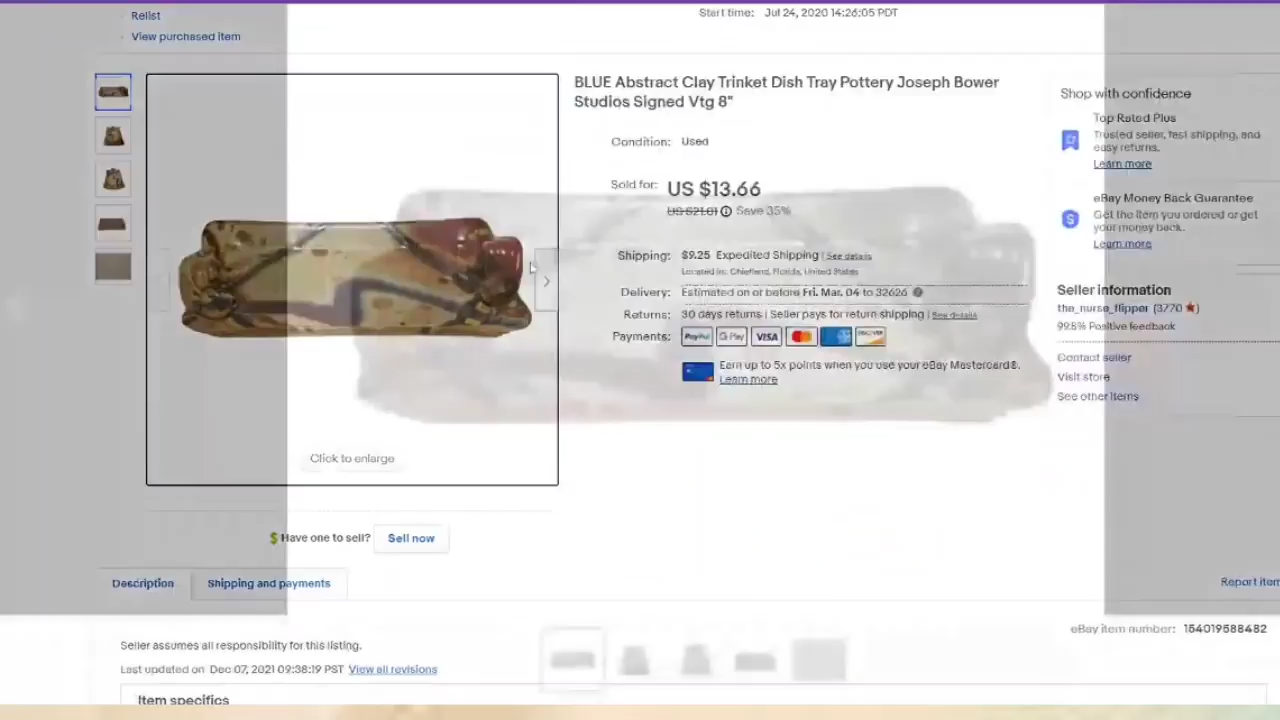 Relist
View purchased item
Start time: Jul 24, 2020 14:26:05 PDT
BLUE Abstract Clay Trinket Dish Tray Pottery Joseph Bower
Studios Signed Vtg 8"
Condition: Used
Sold for: US $13.66
US $21.01 Save 35%
Shipping: $9.25 Expedited Shipping | See details
Located in: Chiefland, Florida, United States
Delivery: Estimated on or before Fri. Mar. 04 to 32626
Returns: 30 days returns | Seller pays for return shipping | See details
Payments: PayPal G Pay VISA DISCOVER
Earn up to 5x points when you use your eBay Mastercard®.
Learn more
Shop with confidence
Top Rated Plus
Trusted seller, fast shipping, and
easy returns.
Learn more
eBay Money Back Guarantee
Get the item you ordered or get
your money back.
Learn more
Seller information
the_nurse_flipper (3770
99.5% Positive feedback
Contact seller
Visit store
See other items
Click to enlarge
$ Have one to sell? Sell now
Description Shipping and payments
Report item
eBay item number: 154019588482
Seller assumes all responsibility for this listing.
Last updated on Dec 07, 2021 09:38:19 PST View all revisions
Item specifics